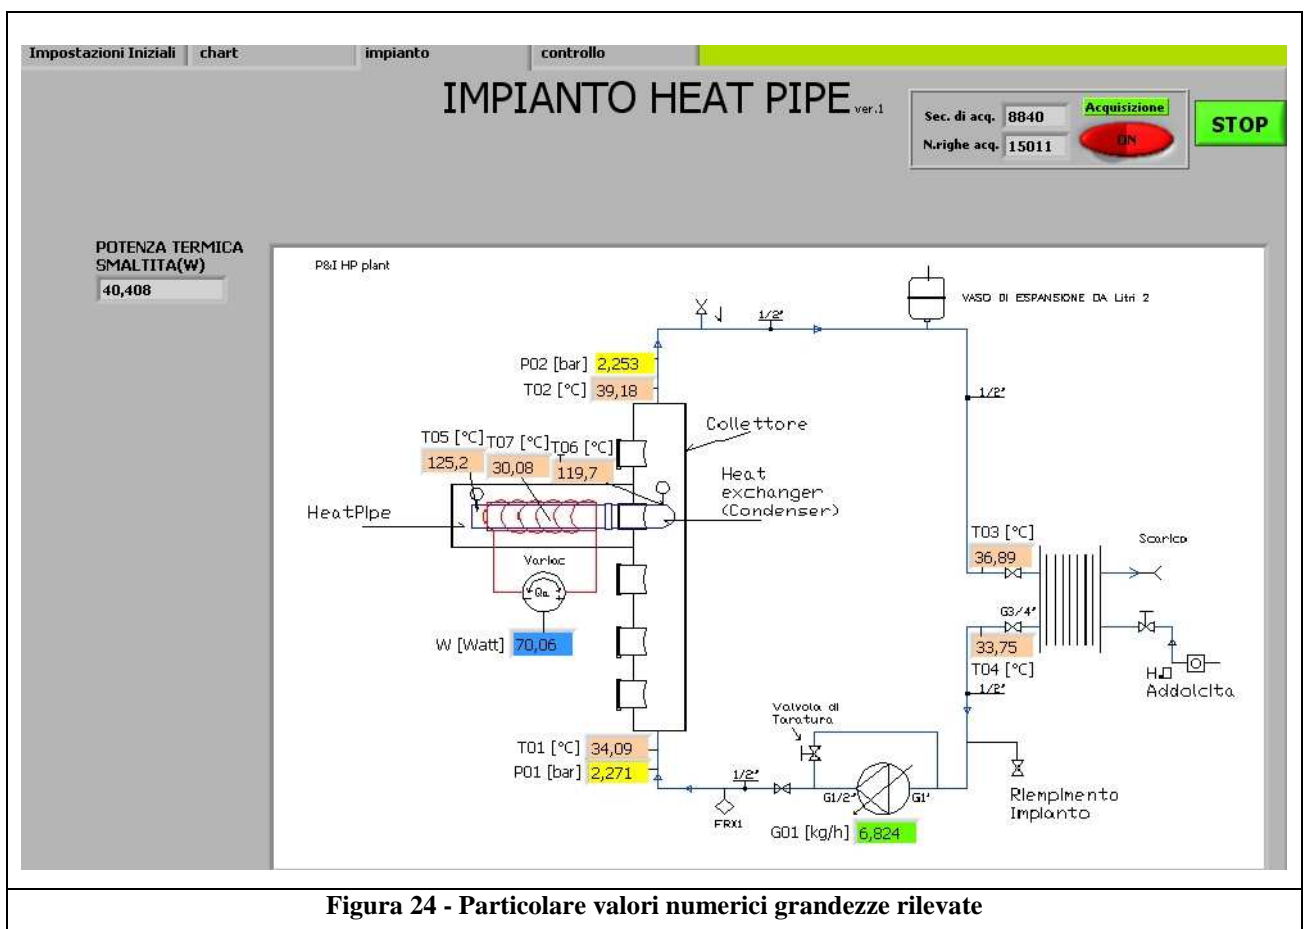 Impostazioni Iniziali chart impianto controllo
IMPIANTO HEAT PIPE ver.1
Sec. di acq. 8840
N.righe acq. 15011
Acquisizione
ON
STOP
POTENZA TERMICA
SMALTITA(W)
40,408
P&I HP plant
VASO DI ESPANSIONE DA Litri 2
1/2"
P02 [bar] 2,253
T02 [°C] 39,18
1/2"
Collettore
T05 [°C] T07 [°C] T06 [°C]
125,2 30,08 119,7
Heat
exchanger
(Condenser)
HeatPipe
T03 [°C]
36,89
Scarico
Variac
Qa
G3/4"
W [Watt] 70,06
33,75
T04 [°C]
1/2"
H2O
Addolcita
Valvola di
Taratura
T01 [°C] 34,09
P01 [bar] 2,271
1/2"
G1/2" G1"
FRX1
G01 [kg/h] 6,824
Riempimento
Impianto
Figura 24 - Particolare valori numerici grandezze rilevate